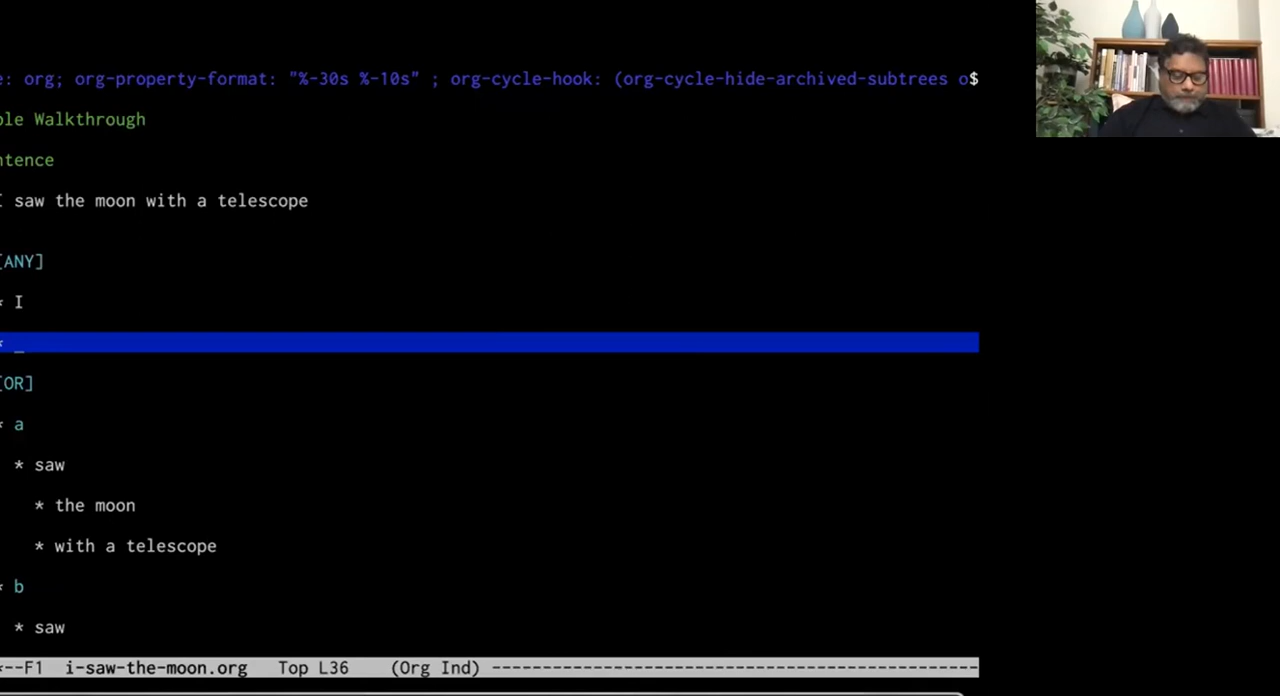 e: org; org-property-format: "%-30s %-10s" ; org-cycle-hook: (org-cycle-hide-archived-subtrees o$
ple Walkthrough
ntence
I saw the moon with a telescope
[ANY]
* I
* _
[OR]
* a
* saw
* the moon
* with a telescope
* b
* saw
*--F1 i-saw-the-moon.org Top L36 (Org Ind) ------------------------------------------------